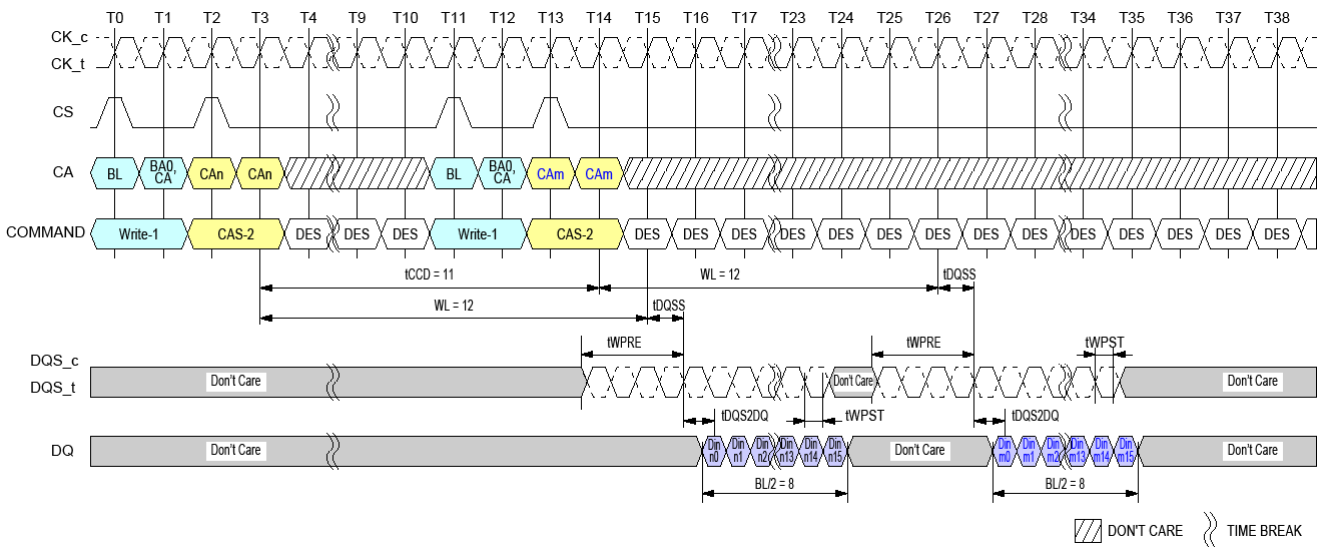 T0 T1 T2 T3 T4 T9 T10 T11 T12 T13 T14 T15 T16 T17 T23 T24 T25 T26 T27 T28 T34 T35 T36 T37 T38
CK_c
CK_t
CS
CA BL BA0, CA CAn CAn BL BA0, CA CAm CAm
COMMAND Write-1 CAS-2 DES DES DES Write-1 CAS-2 DES DES DES DES DES DES DES DES DES DES DES DES DES DES
tCCD = 11 WL = 12 tDQSS
WL = 12 tDQSS
tWPRE tWPRE tWPST
DQS_c
DQS_t Don't Care Don't Care Don't Care
tDQS2DQ tWPST tDQS2DQ
DQ Don't Care Din n0 Din n1 Din n2 Din n13 Din n14 Din n15 Don't Care Din m0 Din m1 Din m2 Din m13 Din m14 Din m15 Don't Care
BL/2 = 8 BL/2 = 8
DON'T CARE TIME BREAK